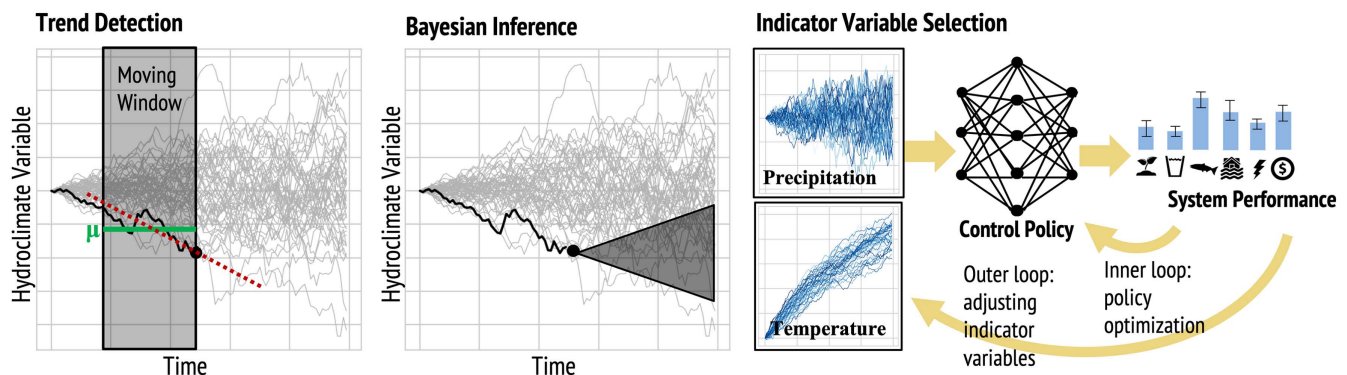 Trend Detection
Moving
Window
Hydroclimate Variable
μ
Time
Bayesian Inference
Hydroclimate Variable
Time
Indicator Variable Selection
Precipitation
Temperature
Control Policy
$
System Performance
Outer loop:
adjusting
indicator
variables
Inner loop:
policy
optimization